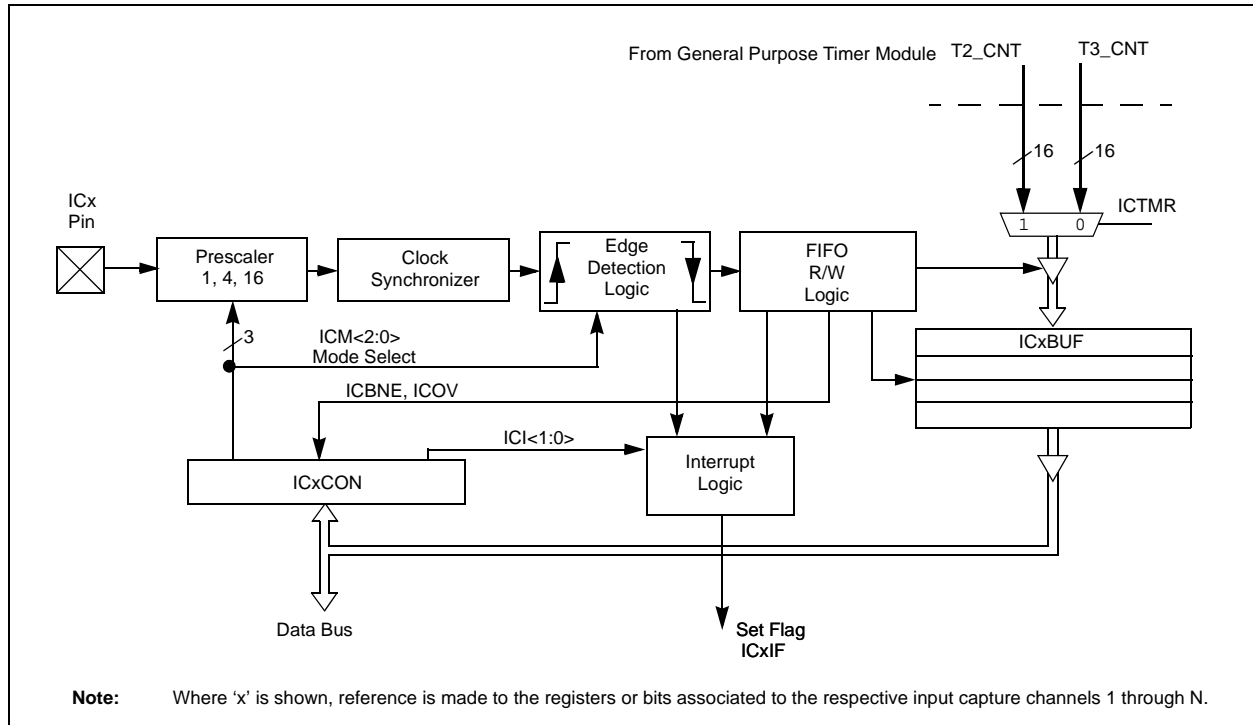 From General Purpose Timer Module
T2_CNT
T3_CNT
16
16
ICx
Pin
1
0
ICTMR
Prescaler
1, 4, 16
Clock
Synchronizer
Edge
Detection
Logic
FIFO
R/W
Logic
3
ICM<2:0>
Mode Select
ICxBUF
ICBNE, ICOV
ICI<1:0>
Interrupt
Logic
ICxCON
Data Bus
Set Flag
ICxIF
Note: Where ‘x’ is shown, reference is made to the registers or bits associated to the respective input capture channels 1 through N.